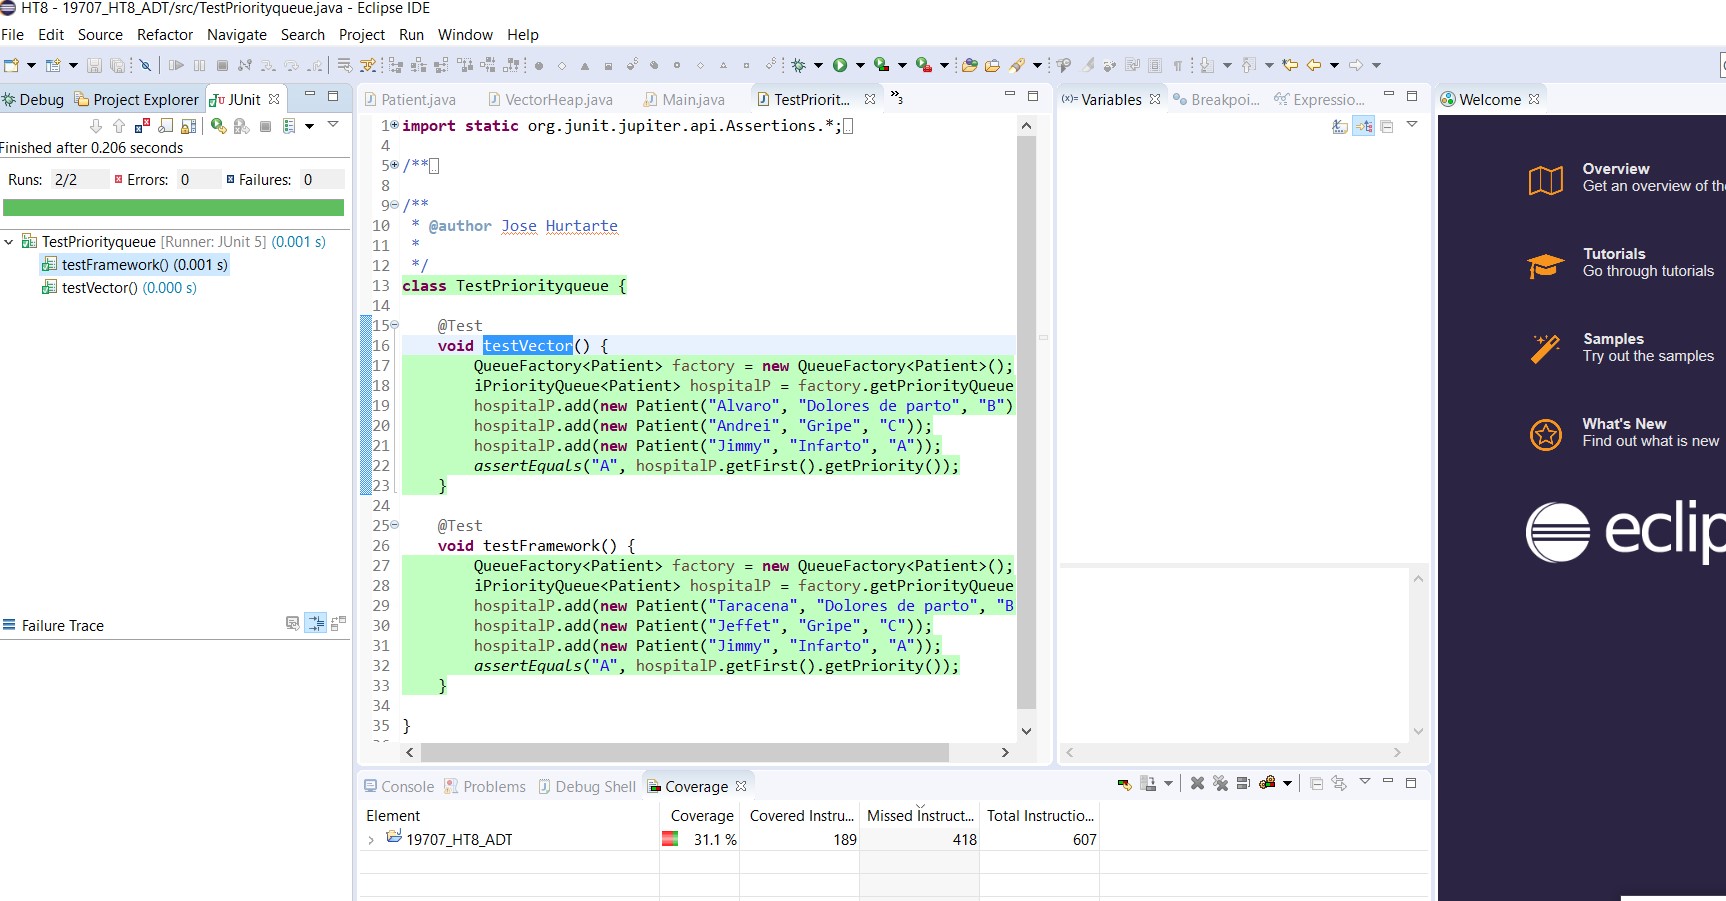 HT8 - 19707_HT8_ADT/src/TestPriorityqueue.java - Eclipse IDE
File Edit Source Refactor Navigate Search Project Run Window Help
Debug Project Explorer JUnit
Finished after 0.206 seconds
Runs: 2/2 Errors: 0 Failures: 0
TestPriorityqueue [Runner: JUnit 5] (0.001 s)
testFramework() (0.001 s)
testVector() (0.000 s)
Failure Trace
Patient.java VectorHeap.java Main.java TestPriorit... »3
1 import static org.junit.jupiter.api.Assertions.*;
4
5 /**
8
9 /**
10 * @author Jose Hurtarte
11 *
12 */
13 class TestPriorityqueue {
14
15 @Test
16 void testVector() {
17 QueueFactory<Patient> factory = new QueueFactory<Patient>();
18 iPriorityQueue<Patient> hospitalP = factory.getPriorityQueue
19 hospitalP.add(new Patient("Alvaro", "Dolores de parto", "B")
20 hospitalP.add(new Patient("Andrei", "Gripe", "C"));
21 hospitalP.add(new Patient("Jimmy", "Infarto", "A"));
22 assertEquals("A", hospitalP.getFirst().getPriority());
23 }
24
25 @Test
26 void testFramework() {
27 QueueFactory<Patient> factory = new QueueFactory<Patient>();
28 iPriorityQueue<Patient> hospitalP = factory.getPriorityQueue
29 hospitalP.add(new Patient("Taracena", "Dolores de parto", "B
30 hospitalP.add(new Patient("Jeffet", "Gripe", "C"));
31 hospitalP.add(new Patient("Jimmy", "Infarto", "A"));
32 assertEquals("A", hospitalP.getFirst().getPriority());
33 }
34
35 }
(x)= Variables Breakpoi... Expressio...
Welcome
Overview
Get an overview of the
Tutorials
Go through tutorials
Samples
Try out the samples
What's New
Find out what is new
eclip
Console Problems Debug Shell Coverage
Element Coverage Covered Instru... Missed Instruct... Total Instructio...
19707_HT8_ADT 31.1 % 189 418 607